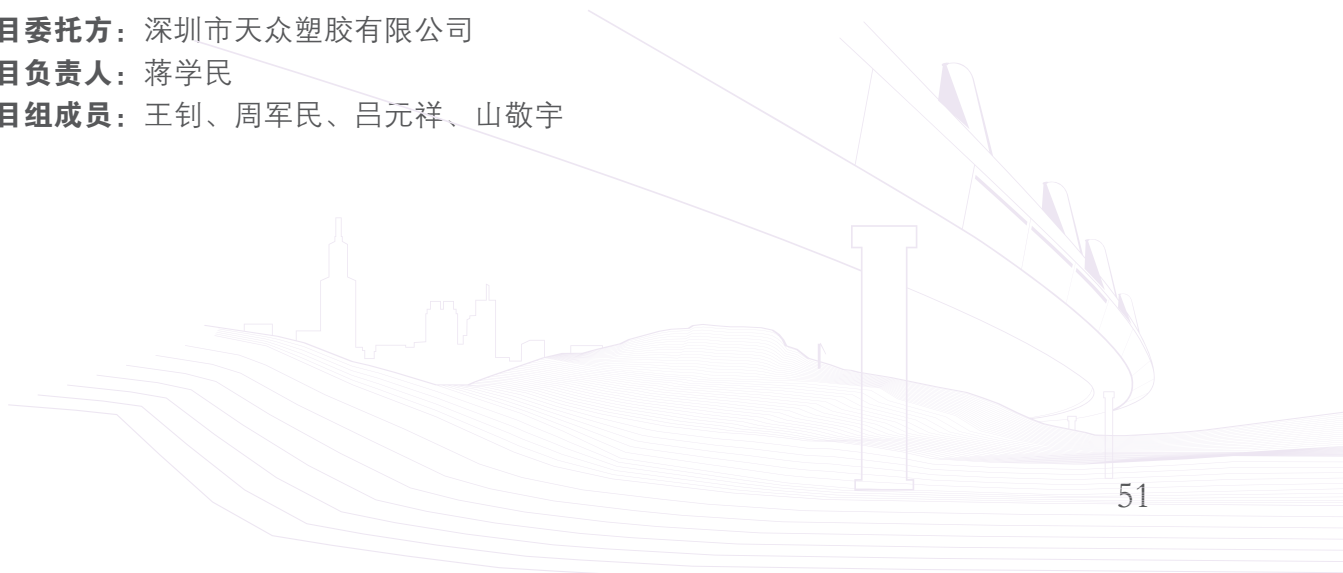 目委托方：深圳市天众塑胶有限公司
目负责人：蒋学民
目组成员：王钊、周军民、吕元祥、山敬宇
51